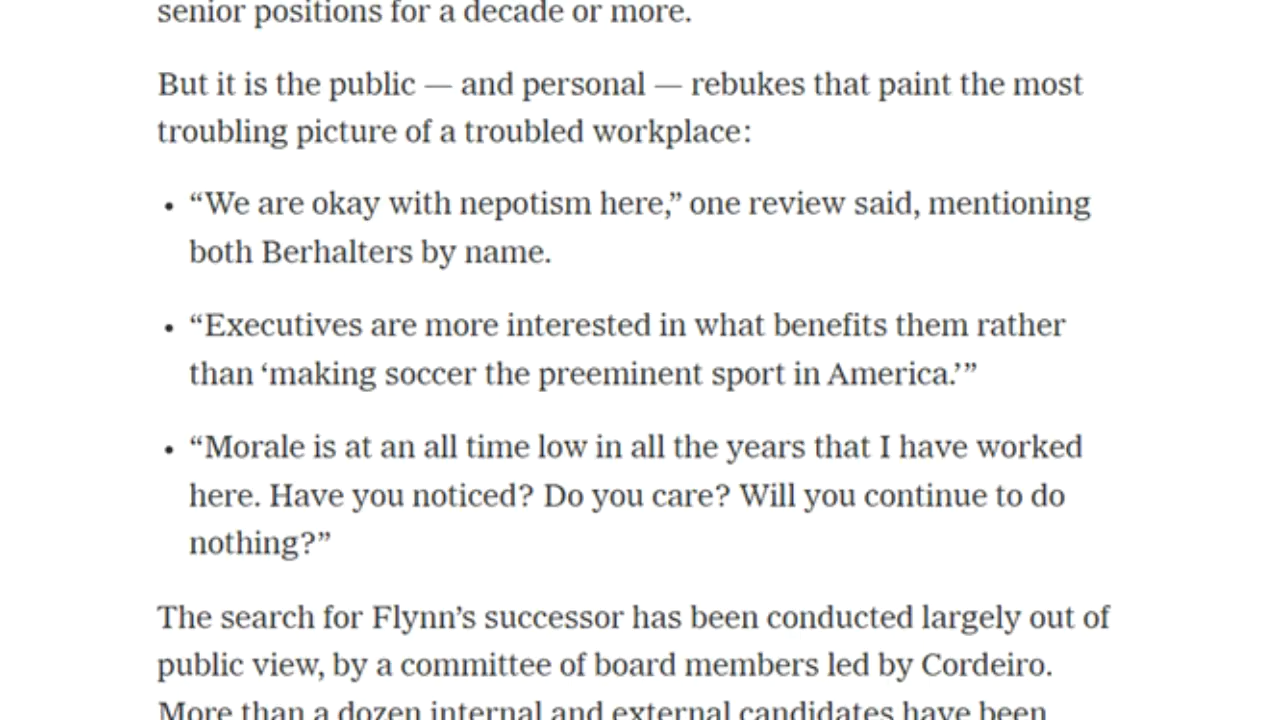 senior positions for a decade or more.
But it is the public — and personal — rebukes that paint the most
troubling picture of a troubled workplace:
• “We are okay with nepotism here,” one review said, mentioning
both Berhalters by name.
• “Executives are more interested in what benefits them rather
than ‘making soccer the preeminent sport in America.’”
• “Morale is at an all time low in all the years that I have worked
here. Have you noticed? Do you care? Will you continue to do
nothing?”
The search for Flynn’s successor has been conducted largely out of
public view, by a committee of board members led by Cordeiro.
More than a dozen internal and external candidates have been